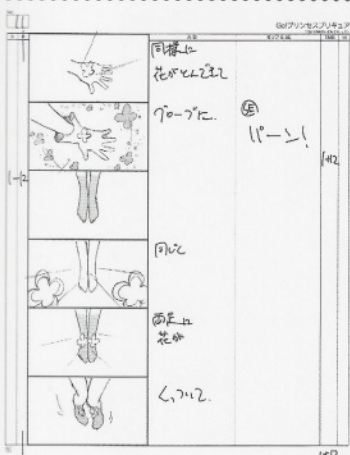 Go!プリンセスプリキュア
同様に
花がとんできて
グローブに.
SE
パーン!
1+12
同じく
両足に
花が
くっついて.